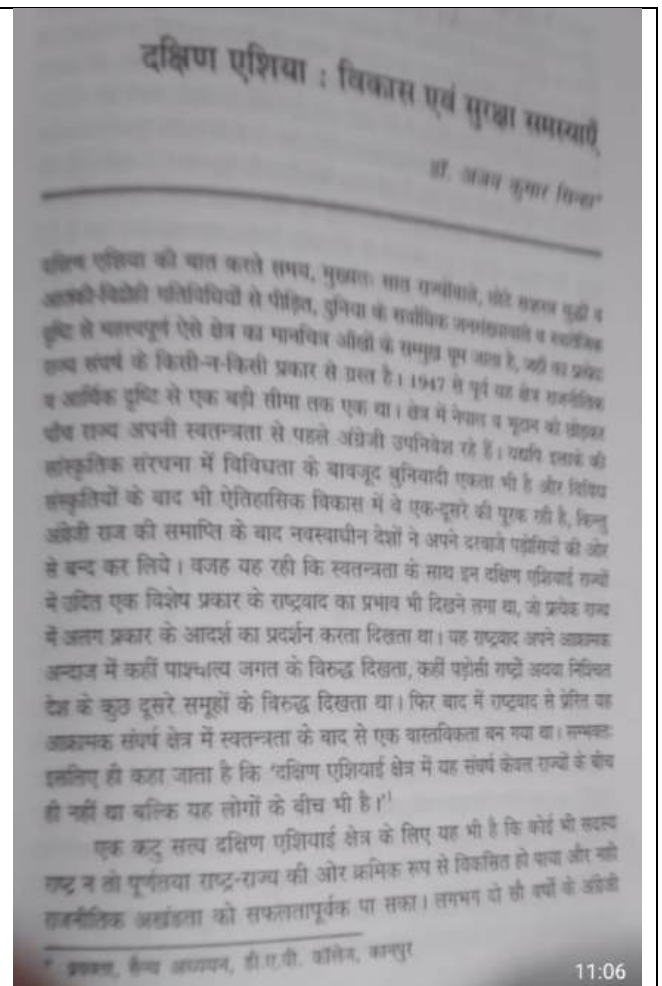 दक्षिण एशिया : विकास एवं सुरक्षा समस्याएँ
डॉ. अजय कुमार सिन्हा*
दक्षिण एशिया की बात करते समय, मुख्यतः सात राज्योंवाले, छोटे सशस्त्र युद्धों व
आतंकी-विद्रोही गतिविधियों से पीड़ित, दुनिया के सर्वाधिक जनसंख्यावाले व स्त्रातेजिक
दृष्टि से महत्त्वपूर्ण ऐसे क्षेत्र का मानचित्र आँखों के सम्मुख घूम जाता है, जहाँ का प्रत्येक
राज्य संघर्ष के किसी-न-किसी प्रकार से ग्रस्त है। 1947 से पूर्व यह क्षेत्र राजनीतिक
व आर्थिक दृष्टि से एक बड़ी सीमा तक एक था। क्षेत्र में नेपाल व भूटान को छोड़कर
पाँच राज्य अपनी स्वतन्त्रता से पहले अंग्रेजी उपनिवेश रहे हैं। यद्यपि इलाके की
सांस्कृतिक संरचना में विविधता के बावजूद बुनियादी एकता भी है और विविध
संस्कृतियों के बाद भी ऐतिहासिक विकास में वे एक-दूसरे की पूरक रही है, किन्तु
अंग्रेजी राज की समाप्ति के बाद नवस्वाधीन देशों ने अपने दरवाजे पड़ोसियों की ओर
से बन्द कर लिये। वजह यह रही कि स्वतन्त्रता के साथ इन दक्षिण एशियाई राज्यों
में उदित एक विशेष प्रकार के राष्ट्रवाद का प्रभाव भी दिखने लगा था, जो प्रत्येक राज्य
में अलग प्रकार के आदर्श का प्रदर्शन करता दिखता था। यह राष्ट्रवाद अपने आक्रामक
अन्दाज में कहीं पाश्चात्य जगत के विरुद्ध दिखता, कहीं पड़ोसी राष्ट्रों अथवा निश्चित
देश के कुछ दूसरे समूहों के विरुद्ध दिखता था। फिर बाद में राष्ट्रवाद से प्रेरित यह
आक्रामक संघर्ष क्षेत्र में स्वतन्त्रता के बाद से एक वास्तविकता बन गया था। सम्भवतः
इसलिए ही कहा जाता है कि 'दक्षिण एशियाई क्षेत्र में यह संघर्ष केवल राज्यों के बीच
ही नहीं था बल्कि यह लोगों के बीच भी है।'¹
एक कटु सत्य दक्षिण एशियाई क्षेत्र के लिए यह भी है कि कोई भी सदस्य
राष्ट्र न तो पूर्णतया राष्ट्र-राज्य की ओर क्रमिक रूप से विकसित हो पाया और नही
राजनीतिक अखंडता को सफलतापूर्वक पा सका। लगभग दो सौ वर्षों के अंग्रेजी
* प्रवक्ता, सैन्य अध्ययन, डी.ए.वी. कॉलेज, कानपुर
11:06